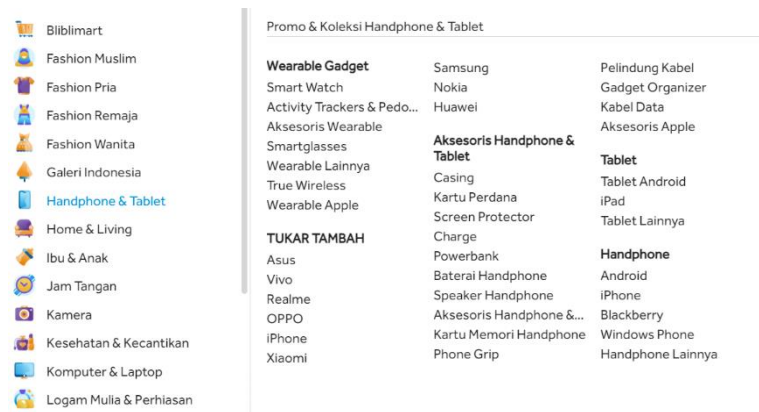 Bliblimart
Fashion Muslim
Fashion Pria
Fashion Remaja
Fashion Wanita
Galeri Indonesia
Handphone & Tablet
Home & Living
Ibu & Anak
Jam Tangan
Kamera
Kesehatan & Kecantikan
Komputer & Laptop
Logam Mulia & Perhiasan
Promo & Koleksi Handphone & Tablet
Wearable Gadget
Smart Watch
Activity Trackers & Pedo...
Aksesoris Wearable
Smartglasses
Wearable Lainnya
True Wireless
Wearable Apple
TUKAR TAMBAH
Asus
Vivo
Realme
OPPO
iPhone
Xiaomi
Samsung
Nokia
Huawei
Aksesoris Handphone &
Tablet
Casing
Kartu Perdana
Screen Protector
Charge
Powerbank
Baterai Handphone
Speaker Handphone
Aksesoris Handphone &...
Kartu Memori Handphone
Phone Grip
Pelindung Kabel
Gadget Organizer
Kabel Data
Aksesoris Apple
Tablet
Tablet Android
iPad
Tablet Lainnya
Handphone
Android
iPhone
Blackberry
Windows Phone
Handphone Lainnya